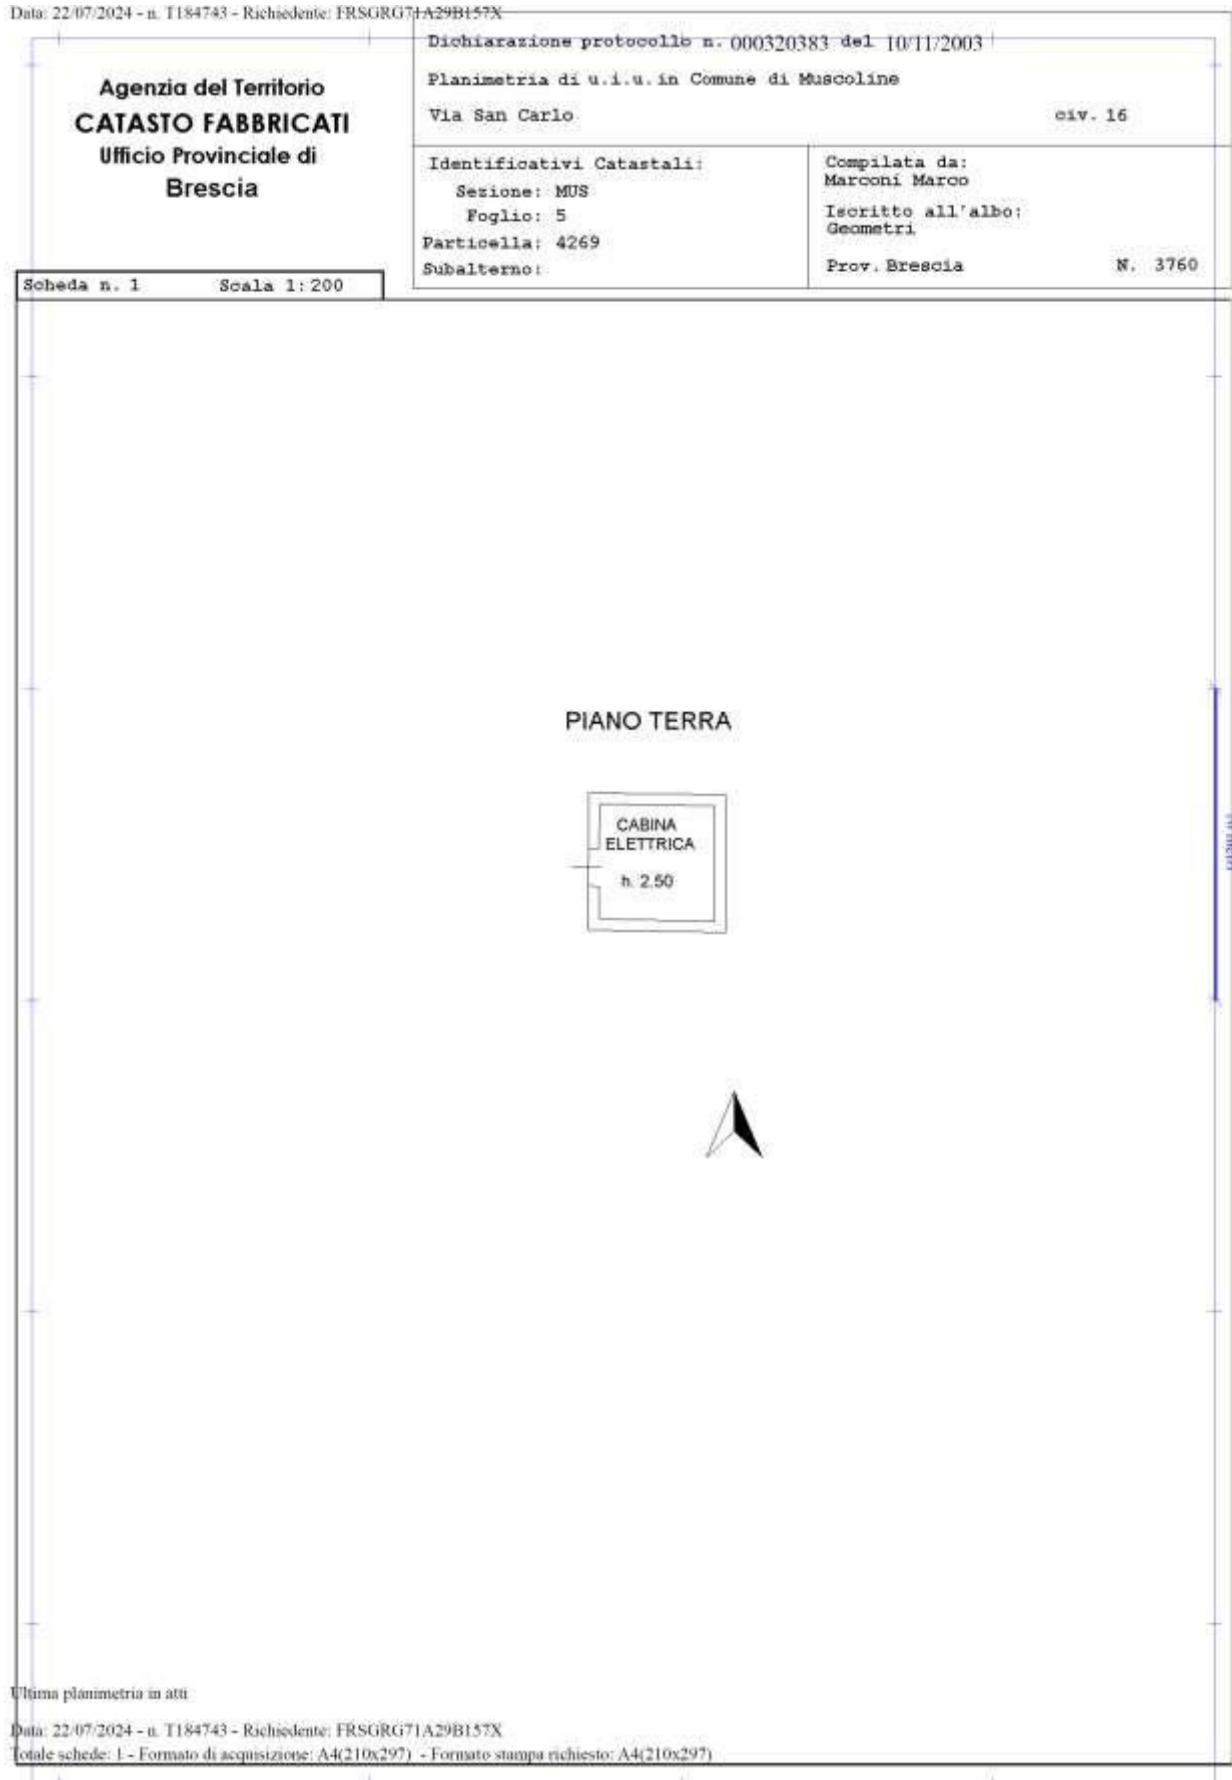 Data: 22/07/2024 - n. T184743 - Richiedente: FRSGRG71A29B157X
Agenzia del Territorio
CATASTO FABBRICATI
Ufficio Provinciale di
Brescia
Dichiarazione protocollo n. 000320383 del 10/11/2003
Planimetria di u.i.u. in Comune di Muscoline
Via San Carlo civ. 16
Identificativi Catastali:
Sezione: MUS
Foglio: 5
Particella: 4269
Subalterno:
Compilata da:
Marconi Marco
Iscritto all'albo:
Geometri
Prov. Brescia N. 3760
Scheda n. 1 Scala 1:200
PIANO TERRA
CABINA
ELETTRICA
h. 2.50
Ultima planimetria in atti
Data: 22/07/2024 - n. T184743 - Richiedente: FRSGRG71A29B157X
Totale schede: 1 - Formato di acquisizione: A4(210x297) - Formato stampa richiesto: A4(210x297)